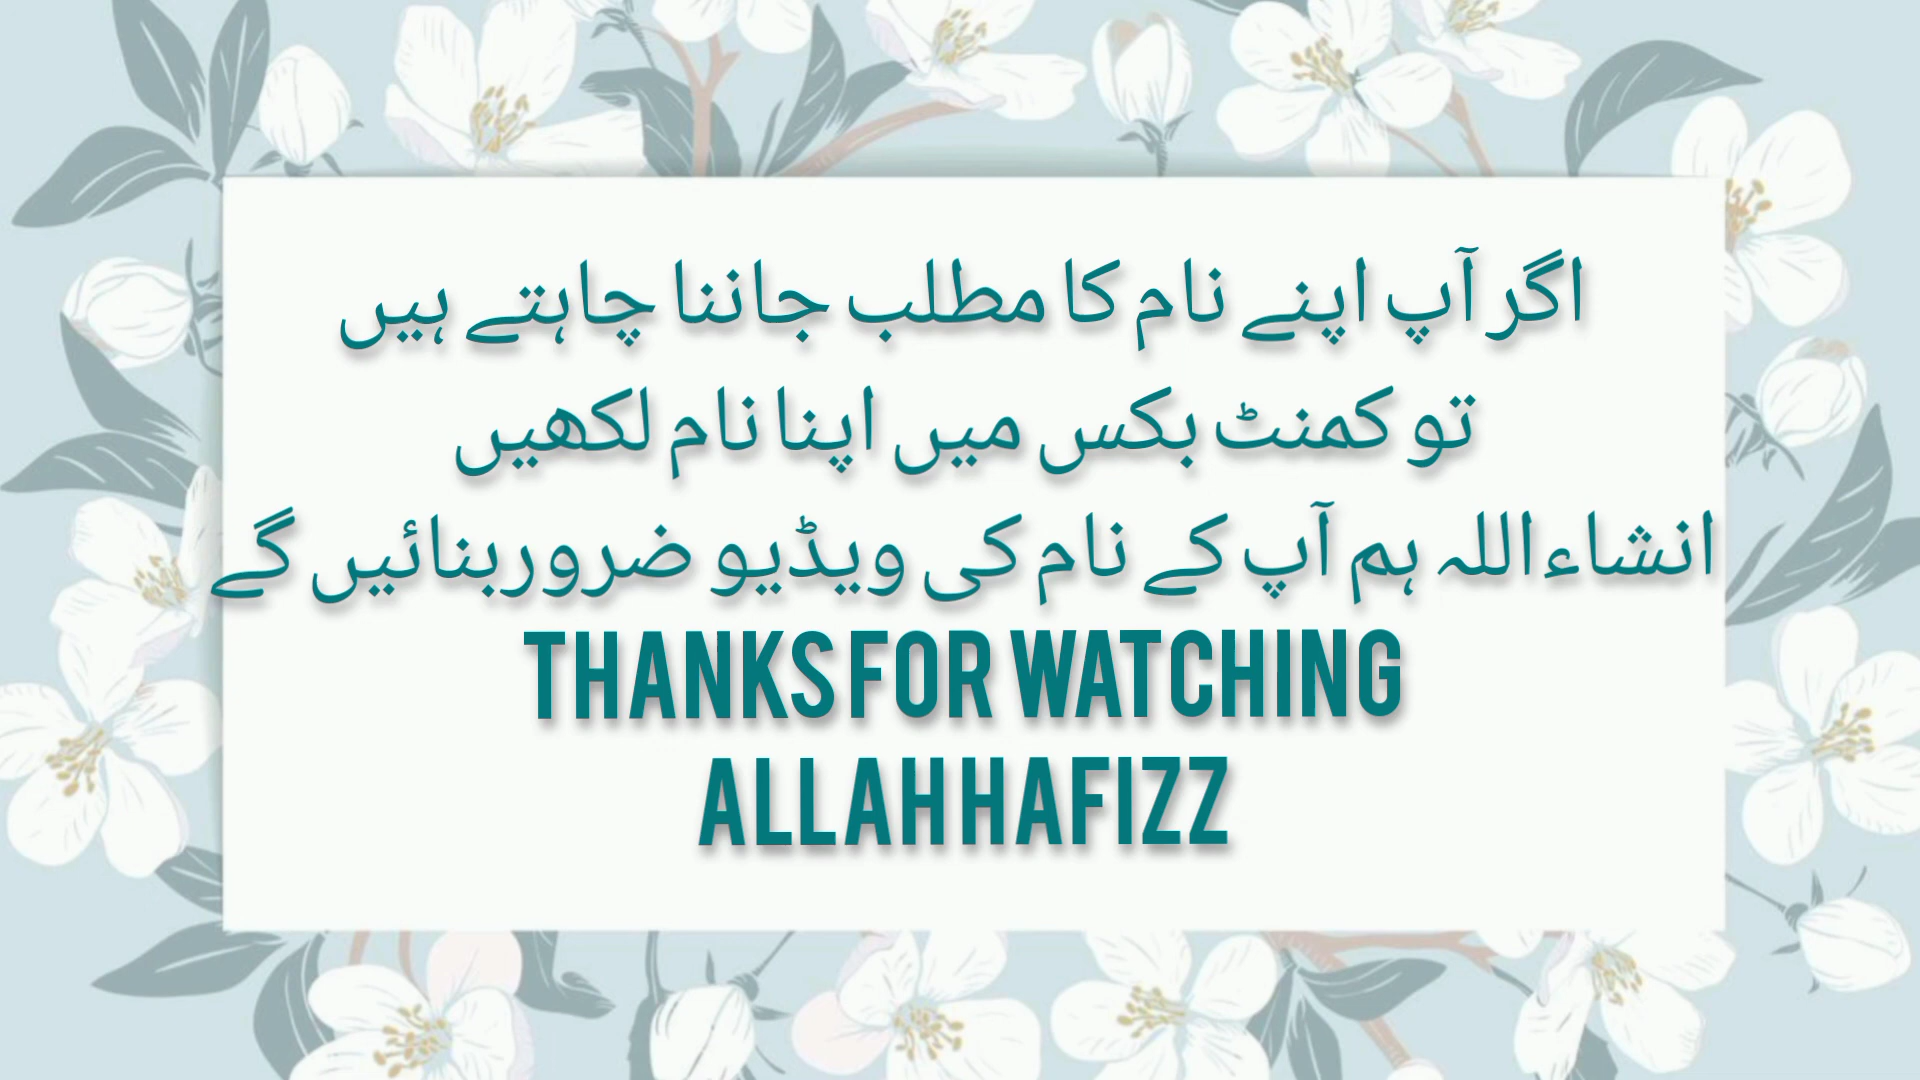 اگر آپ اپنے نام کا مطلب جاننا چاہتے ہیں
تو کمنٹ بکس میں اپنا نام لکھیں
انشاءاللہ ہم آپ کے نام کی ویڈیو ضرور بنائیں گے
THANKS FOR WATCHING
ALLAH HAFIZZ